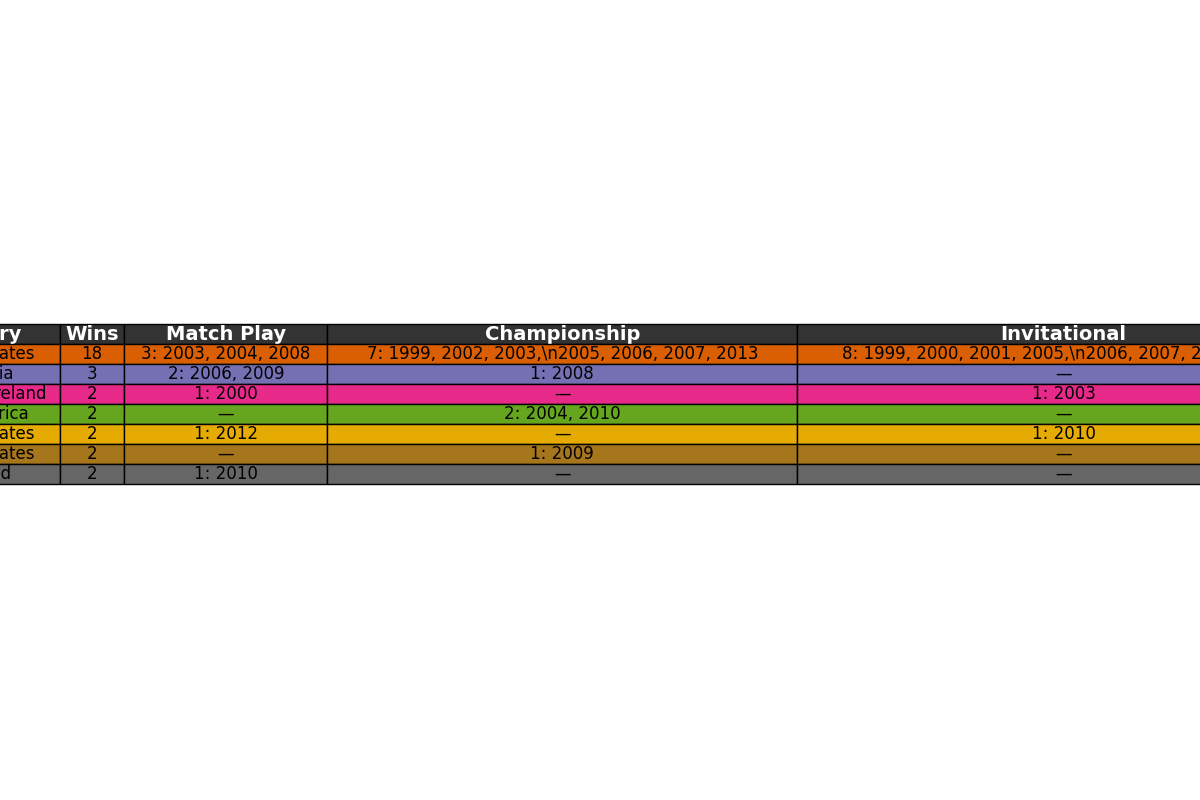 ry Wins Match Play Championship Invitational
ates 18 3: 2003, 2004, 2008 7: 1999, 2002, 2003,\n2005, 2006, 2007, 2013 8: 1999, 2000, 2001, 2005,\n2006, 2007, 2
ia 3 2: 2006, 2009 1: 2008 —
reland 2 1: 2000 — 1: 2003
rica 2 — 2: 2004, 2010 —
ates 2 1: 2012 — 1: 2010
ates 2 — 1: 2009 —
d 2 1: 2010 — —